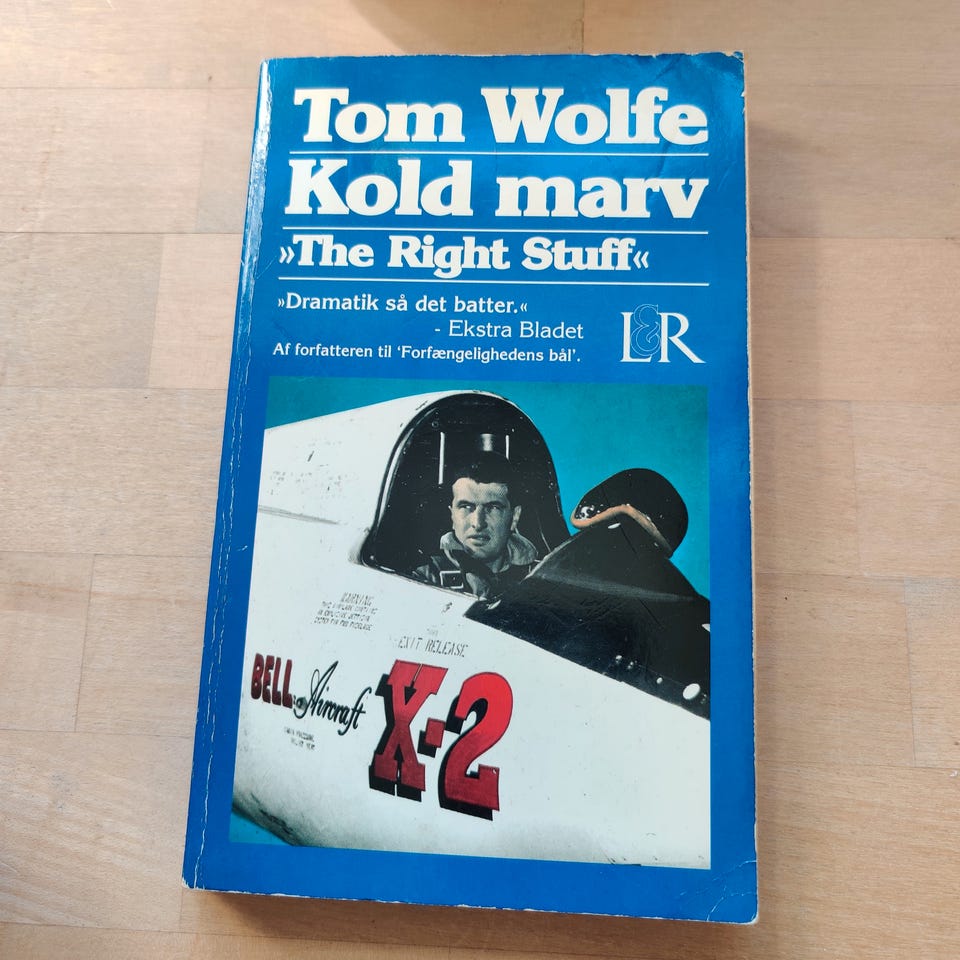 Tom Wolfe
Kold marv
»The Right Stuff«
»Dramatik så det batter.«
- Ekstra Bladet
Af forfatteren til ‘Forfængelighedens bål’.
L&R
WARNING
EXIT RELEASE
BELL Aircraft X-2